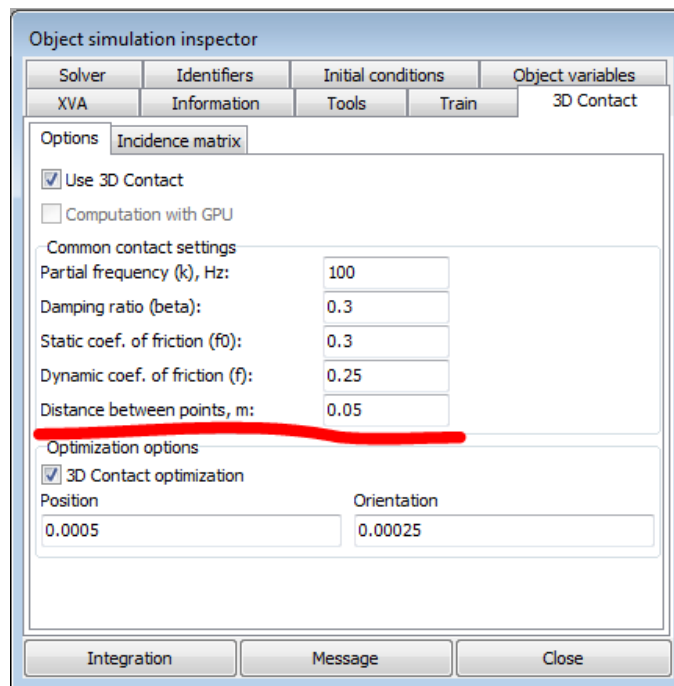 Object simulation inspector
Solver Identifiers Initial conditions Object variables
XVA Information Tools Train 3D Contact
Options Incidence matrix
Use 3D Contact
Computation with GPU
Common contact settings
Partial frequency (k), Hz: 100
Damping ratio (beta): 0.3
Static coef. of friction (f0): 0.3
Dynamic coef. of friction (f): 0.25
Distance between points, m: 0.05
Optimization options
3D Contact optimization
Position Orientation
0.0005 0.00025
Integration Message Close